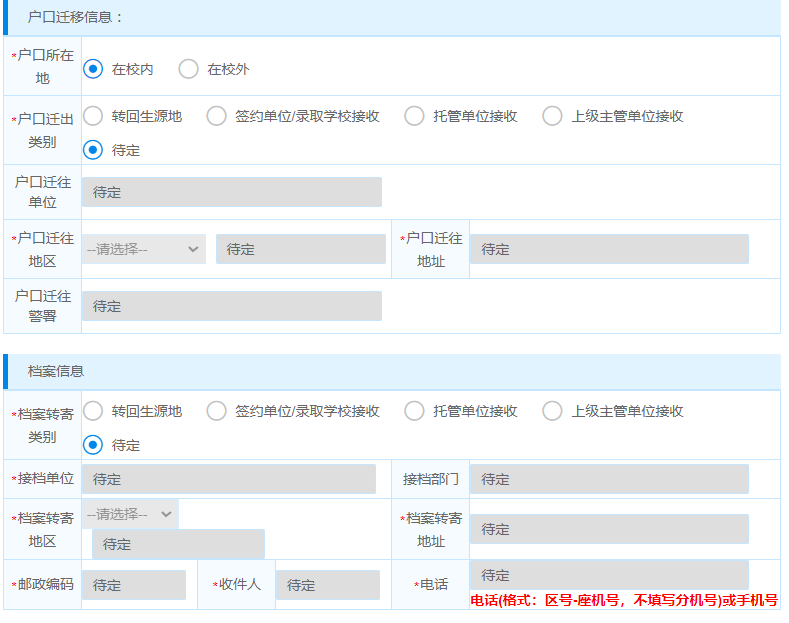 户口迁移信息：
*户口所在地
在校内 在校外
*户口迁出类别
转回生源地 签约单位/录取学校接收 托管单位接收 上级主管单位接收
待定
户口迁往单位
待定
*户口迁往地区
--请选择-- 待定
*户口迁往地址
待定
户口迁往警署
待定
档案信息
*档案转寄类别
转回生源地 签约单位/录取学校接收 托管单位接收 上级主管单位接收
待定
*接档单位 待定 接档部门 待定
*档案转寄地区
--请选择--
待定
*档案转寄地址
待定
*邮政编码 待定 *收件人 待定 *电话 待定
电话(格式：区号-座机号，不填写分机号)或手机号